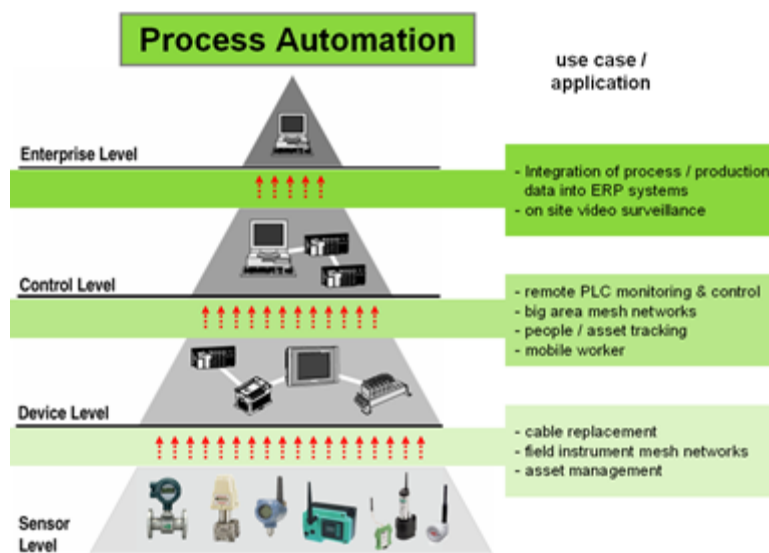 Process Automation
use case /
application
Enterprise Level
- Integration of process / production
data into ERP systems
- on site video surveillance
Control Level
- remote PLC monitoring & control
- big area mesh networks
- people / asset tracking
- mobile worker
Device Level
- cable replacement
- field instrument mesh networks
- asset management
Sensor
Level